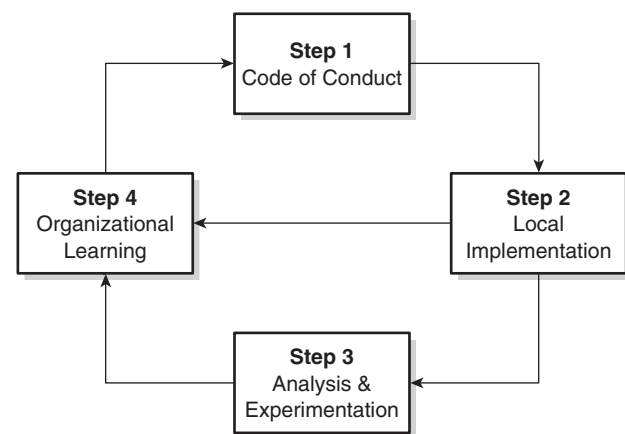 Step 1
Code of Conduct
Step 4
Organizational
Learning
Step 2
Local
Implementation
Step 3
Analysis &
Experimentation